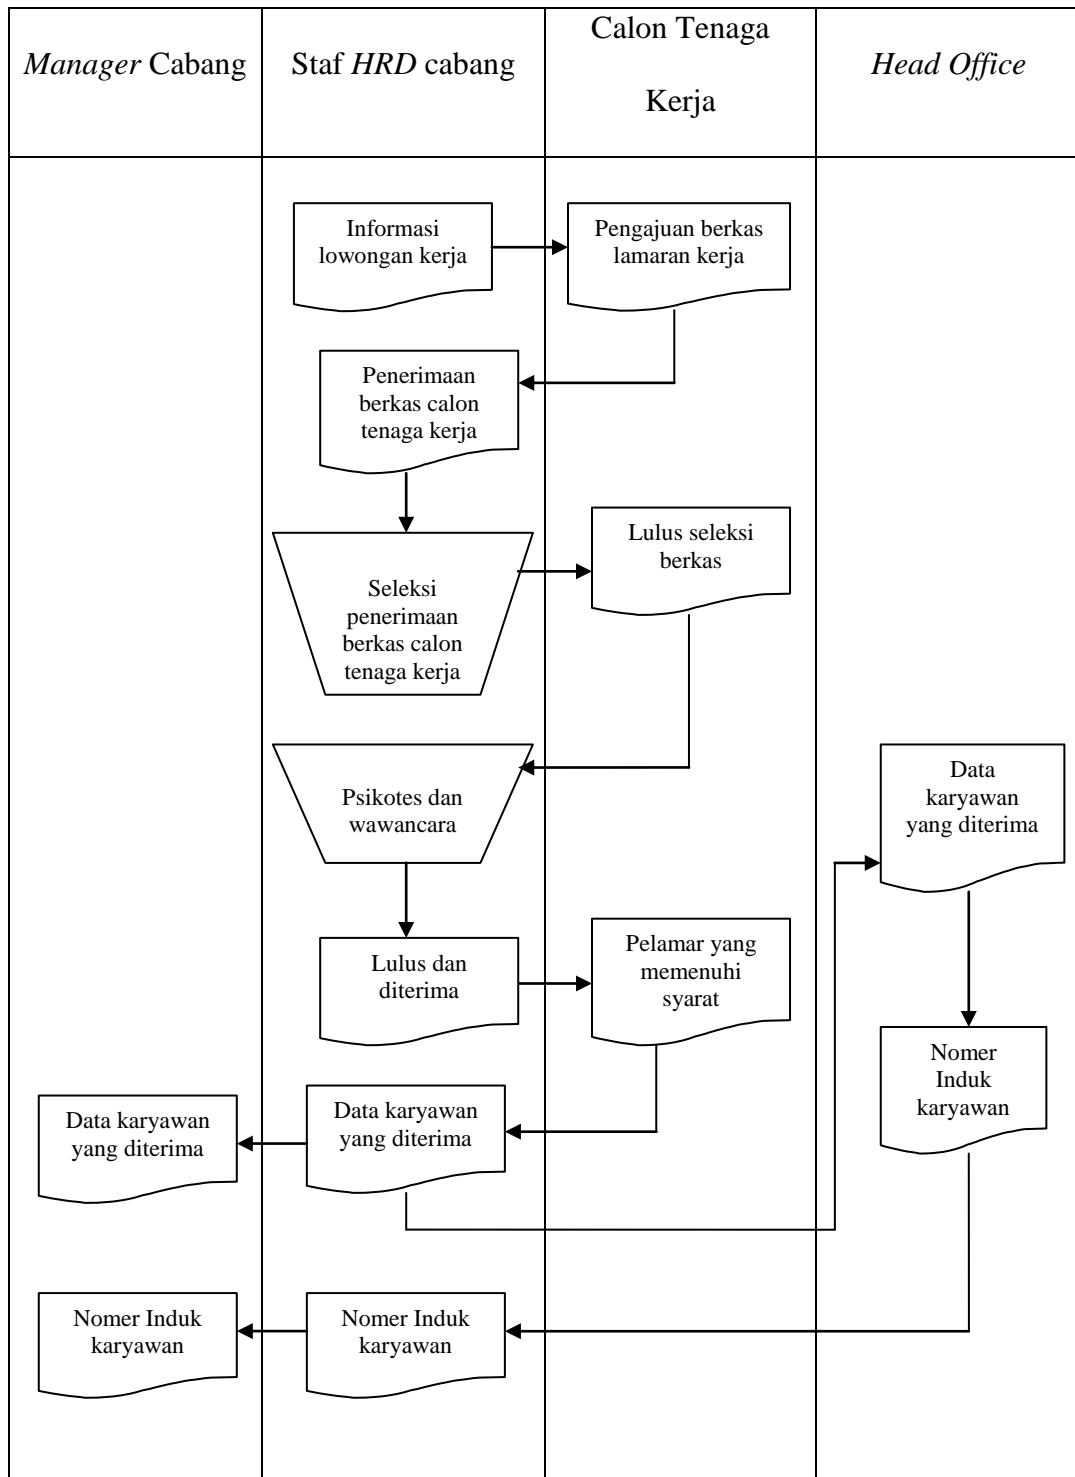 Manager Cabang
Staf HRD cabang
Calon Tenaga
Kerja
Head Office
Informasi
lowongan kerja
Pengajuan berkas
lamaran kerja
Penerimaan
berkas calon
tenaga kerja
Seleksi
penerimaan
berkas calon
tenaga kerja
Lulus seleksi
berkas
Psikotes dan
wawancara
Data
karyawan
yang diterima
Lulus dan
diterima
Pelamar yang
memenuhi
syarat
Nomer
Induk
karyawan
Data karyawan
yang diterima
Data karyawan
yang diterima
Nomer Induk
karyawan
Nomer Induk
karyawan